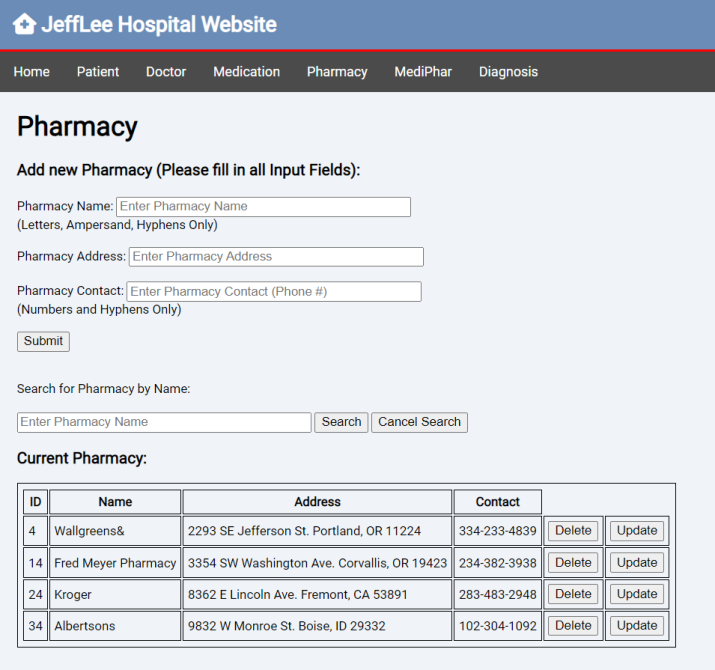 JeffLee Hospital Website
Home Patient Doctor Medication Pharmacy MediPhar Diagnosis
Pharmacy
Add new Pharmacy (Please fill in all Input Fields):
Pharmacy Name: Enter Pharmacy Name
(Letters, Ampersand, Hyphens Only)
Pharmacy Address: Enter Pharmacy Address
Pharmacy Contact: Enter Pharmacy Contact (Phone #)
(Numbers and Hyphens Only)
Submit
Search for Pharmacy by Name:
Enter Pharmacy Name Search Cancel Search
Current Pharmacy:
ID Name Address Contact
4 Wallgreens& 2293 SE Jefferson St. Portland, OR 11224 334-233-4839 Delete Update
14 Fred Meyer Pharmacy 3354 SW Washington Ave. Corvallis, OR 19423 234-382-3938 Delete Update
24 Kroger 8362 E Lincoln Ave. Fremont, CA 53891 283-483-2948 Delete Update
34 Albertsons 9832 W Monroe St. Boise, ID 29332 102-304-1092 Delete Update